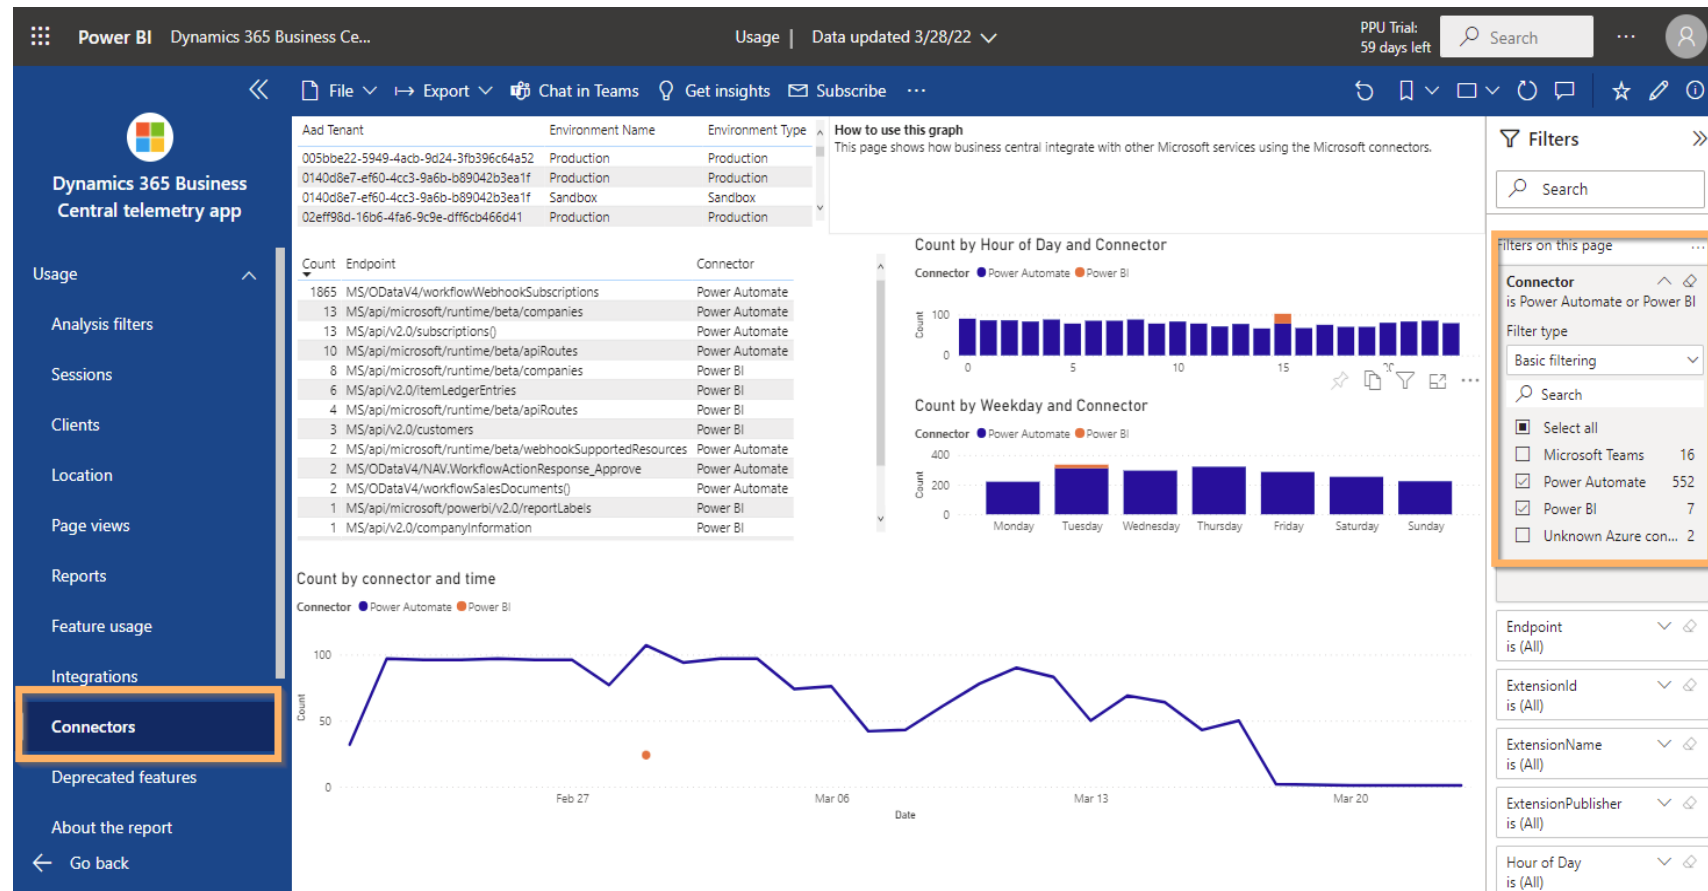 Power BI Dynamics 365 Business Ce...
Usage | Data updated 3/28/22
PPU Trial:
59 days left
Search
...
File Export Chat in Teams Get insights Subscribe ...
Dynamics 365 Business
Central telemetry app
Usage
Analysis filters
Sessions
Clients
Location
Page views
Reports
Feature usage
Integrations
Connectors
Deprecated features
About the report
Go back
Aad Tenant Environment Name Environment Type
005bbe22-5949-4acb-9d24-3fb396c64a52 Production Production
0140d8e7-ef60-4cc3-9a6b-b89042b3ea1f Production Production
0140d8e7-ef60-4cc3-9a6b-b89042b3ea1f Sandbox Sandbox
02eff98d-16b6-4fa6-9c9e-dff6cb466d41 Production Production
How to use this graph
This page shows how business central integrate with other Microsoft services using the Microsoft connectors.
Count Endpoint Connector
1865 MS/ODataV4/workflowWebhookSubscriptions Power Automate
13 MS/api/microsoft/runtime/beta/companies Power Automate
13 MS/api/v2.0/subscriptions() Power Automate
10 MS/api/microsoft/runtime/beta/apiRoutes Power Automate
8 MS/api/microsoft/runtime/beta/companies Power BI
6 MS/api/v2.0/itemLedgerEntries Power BI
4 MS/api/microsoft/runtime/beta/apiRoutes Power BI
3 MS/api/v2.0/customers Power BI
2 MS/api/microsoft/runtime/beta/webhookSupportedResources Power Automate
2 MS/ODataV4/NAV.WorkflowActionResponse_Approve Power Automate
2 MS/ODataV4/workflowSalesDocuments() Power Automate
1 MS/api/microsoft/powerbi/v2.0/reportLabels Power BI
1 MS/api/v2.0/companyInformation Power BI
Count by Hour of Day and Connector
Connector Power Automate Power BI
Count
100
0
0 5 10 15
Count by Weekday and Connector
Connector Power Automate Power BI
Count
400
200
0
Monday Tuesday Wednesday Thursday Friday Saturday Sunday
Count by connector and time
Connector Power Automate Power BI
Count
100
50
0
Feb 27 Mar 06 Mar 13 Mar 20
Date
Filters
Search
Filters on this page ...
Connector
is Power Automate or Power BI
Filter type
Basic filtering
Search
Select all
Microsoft Teams 16
Power Automate 552
Power BI 7
Unknown Azure con... 2
Endpoint
is (All)
ExtensionId
is (All)
ExtensionName
is (All)
ExtensionPublisher
is (All)
Hour of Day
is (All)